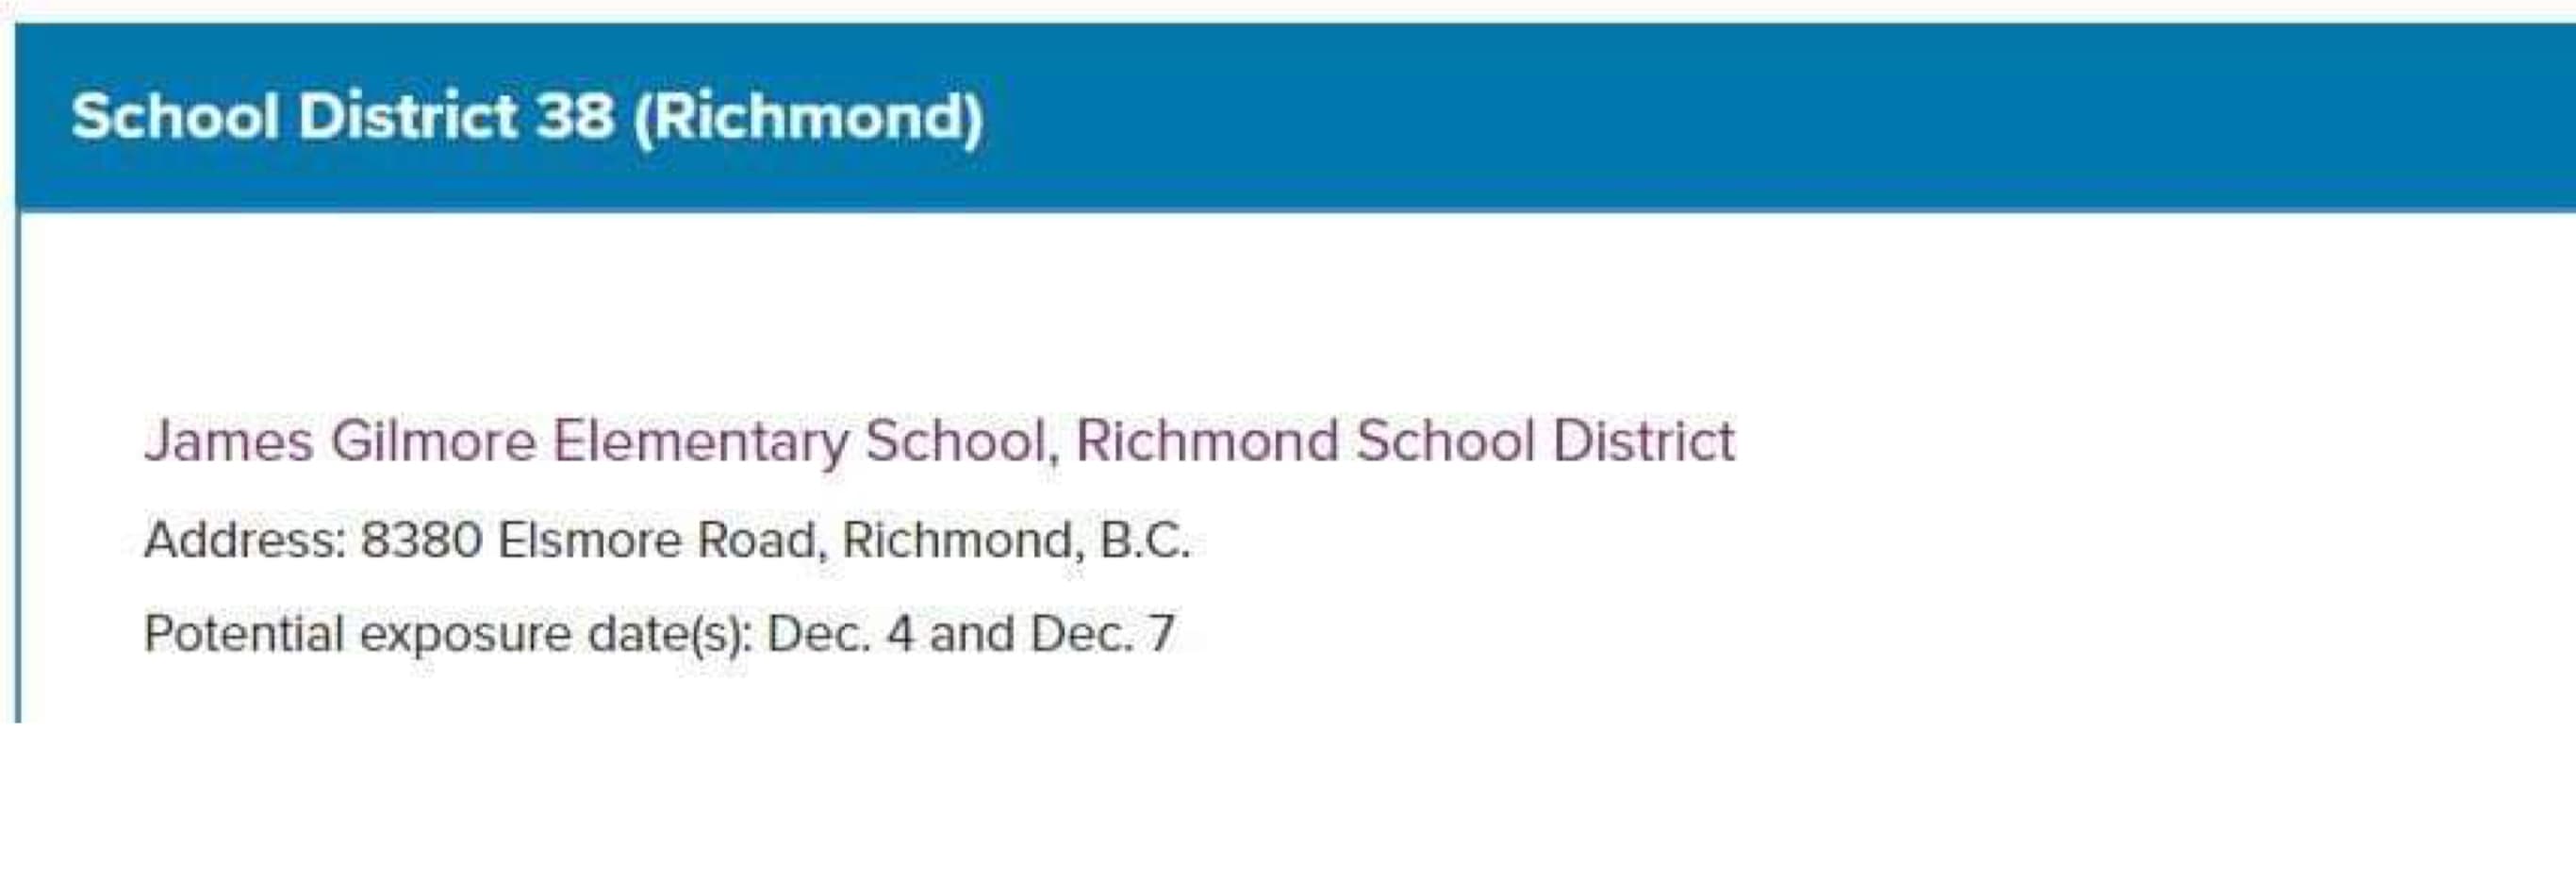 School District 38 (Richmond)
James Gilmore Elementary School, Richmond School District
Address: 8380 Elsmore Road, Richmond, B.C.
Potential exposure date(s): Dec. 4 and Dec. 7